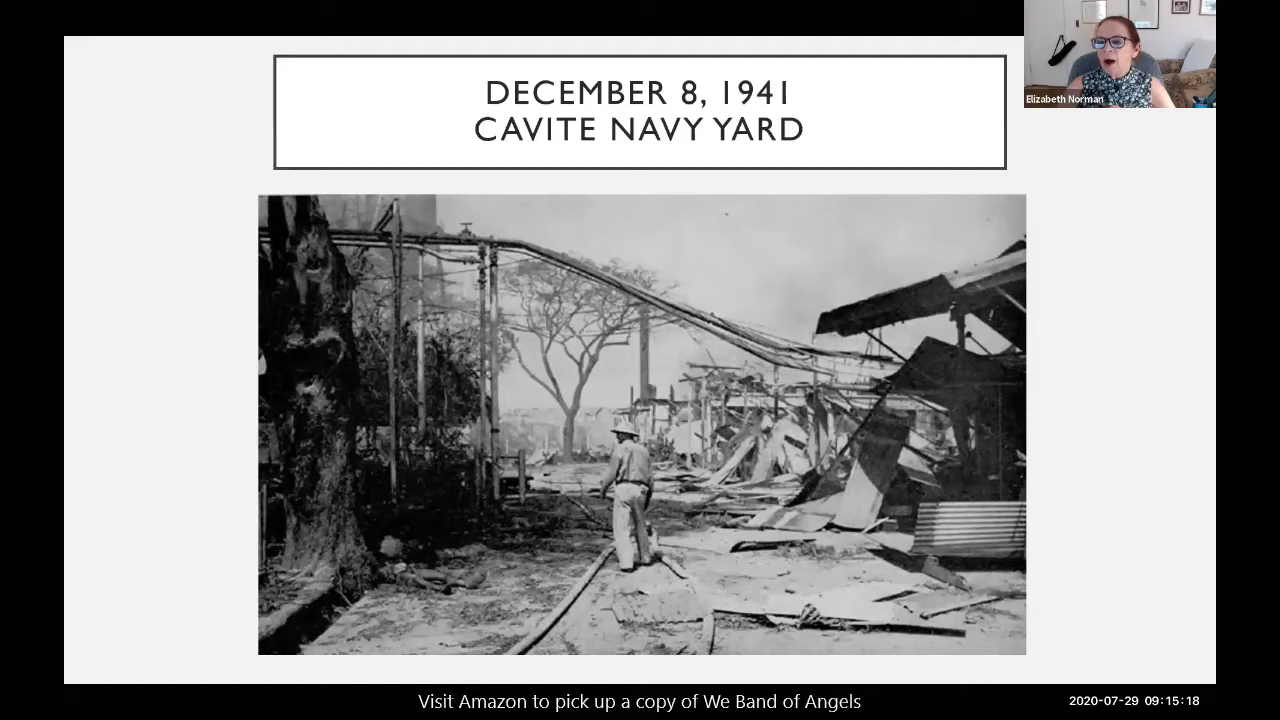 DECEMBER 8, 1941
CAVITE NAVY YARD
Elizabeth Norman
Visit Amazon to pick up a copy of We Band of Angels
2020-07-29 09:15:18